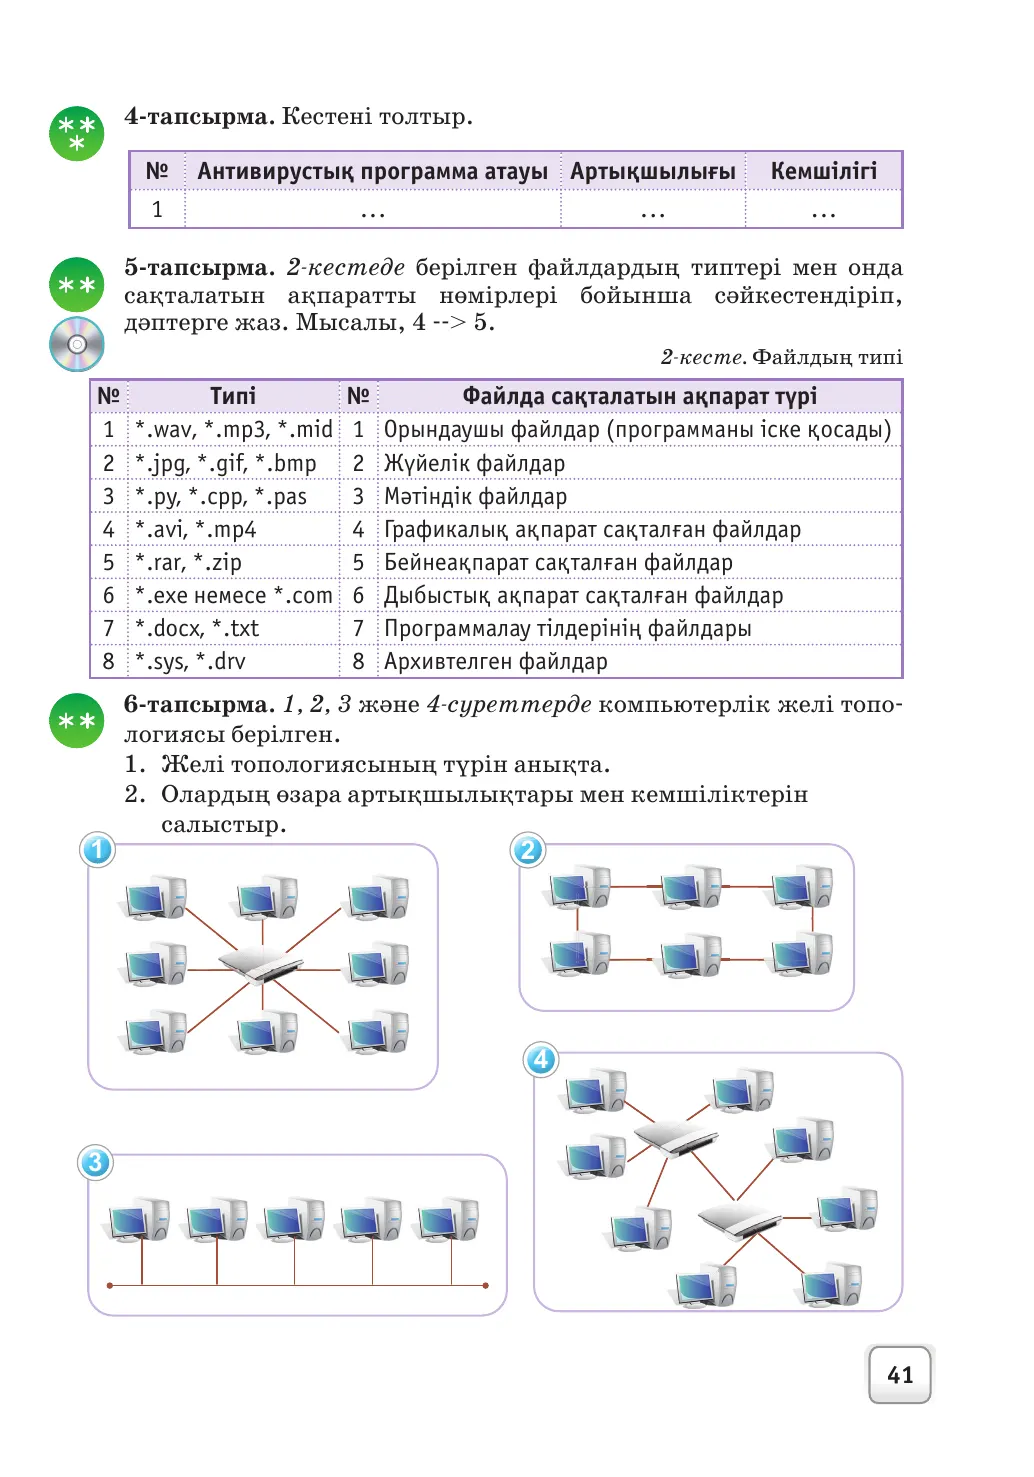 4-тапсырма. Кестені толтыр.
№ Антивирустық программа атауы Артықшылығы Кемшілігі
1 ... ... ...
5-тапсырма. 2-кестеде берілген файлдардың типтері мен онда
сақталатын ақпаратты нөмірлері бойынша сәйкестендіріп,
дәптерге жаз. Мысалы, 4 --> 5.
2-кесте. Файлдың типі
№ Типі № Файлда сақталатын ақпарат түрі
1 *.wav, *.mp3, *.mid 1 Орындаушы файлдар (программаны іске қосады)
2 *.jpg, *.gif, *.bmp 2 Жүйелік файлдар
3 *.py, *.cpp, *.pas 3 Мәтіндік файлдар
4 *.avi, *.mp4 4 Графикалық ақпарат сақталған файлдар
5 *.rar, *.zip 5 Бейнеақпарат сақталған файлдар
6 *.exe немесе *.com 6 Дыбыстық ақпарат сақталған файлдар
7 *.docx, *.txt 7 Программалау тілдерінің файлдары
8 *.sys, *.drv 8 Архивтелген файлдар
6-тапсырма. 1, 2, 3 және 4-суреттерде компьютерлік желі топо-
логиясы берілген.
1. Желі топологиясының түрін анықта.
2. Олардың өзара артықшылықтары мен кемшіліктерін
салыстыр.
1
2
3
4
41